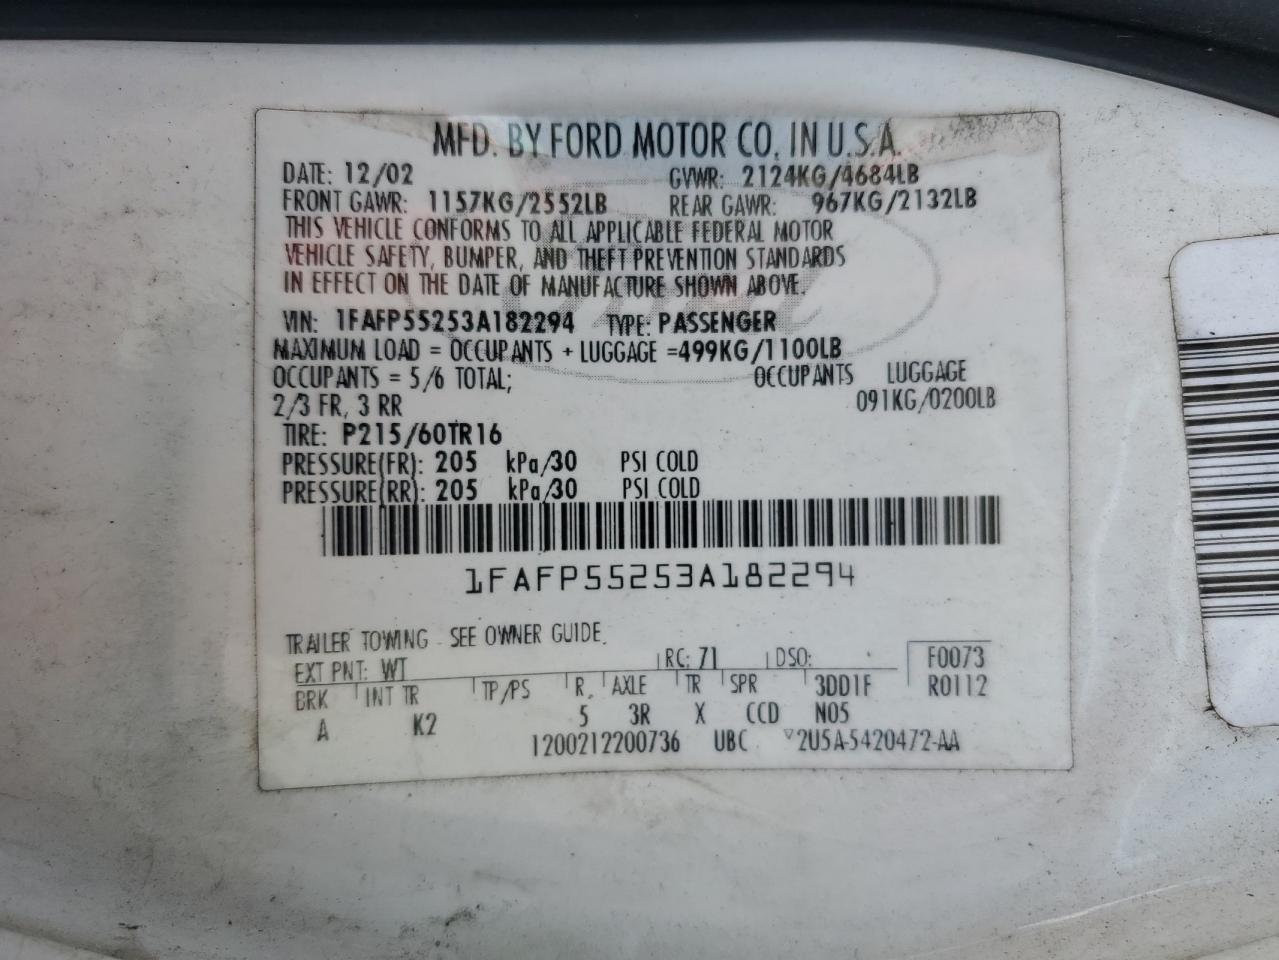 MFD. BY FORD MOTOR CO. IN U.S.A.
DATE: 12/02 GVWR: 2124KG/4684LB
FRONT GAWR: 1157KG/2552LB REAR GAWR: 967KG/2132LB
THIS VEHICLE CONFORMS TO ALL APPLICABLE FEDERAL MOTOR
VEHICLE SAFETY, BUMPER, AND THEFT PREVENTION STANDARDS
IN EFFECT ON THE DATE OF MANUFACTURE SHOWN ABOVE.
VIN: 1FAFP55253A182294 TYPE: PASSENGER
MAXIMUM LOAD = OCCUPANTS + LUGGAGE =499KG/1100LB
OCCUPANTS = 5/6 TOTAL; OCCUPANTS LUGGAGE
2/3 FR, 3 RR 091KG/0200LB
TIRE: P215/60TR16
PRESSURE(FR): 205 kPa/30 PSI COLD
PRESSURE(RR): 205 kPa/30 PSI COLD
1FAFP55253A182294
TRAILER TOWING - SEE OWNER GUIDE
EXT PNT: WT RC: 71 DSO: F0073
BRK INT TR TP/PS R AXLE TR SPR 3DD1F R0112
A K2 5 3R X CCD N05
1200212200736 UBC 2U5A-5420472-AA